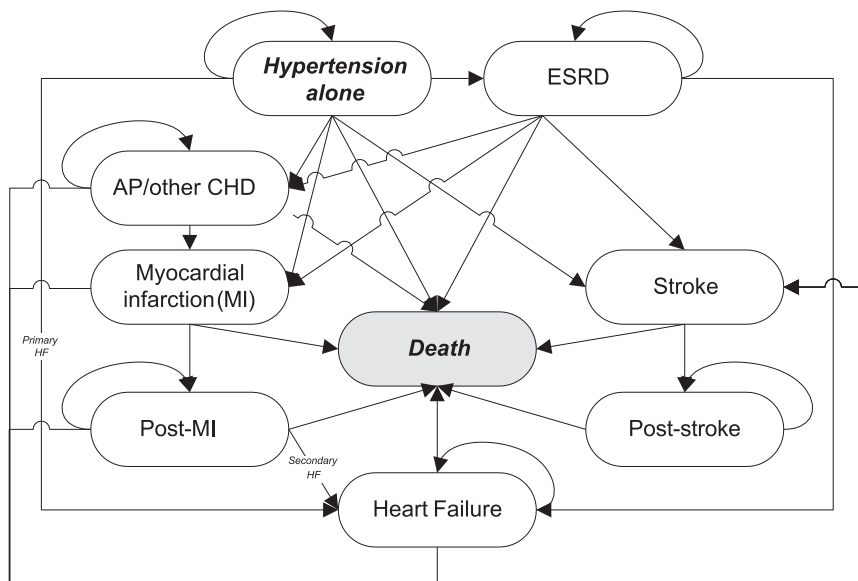 Hypertension
alone
ESRD
AP/other CHD
Myocardial
infarction(MI)
Stroke
Primary
HF
Death
Post-MI
Post-stroke
Secondary
HF
Heart Failure